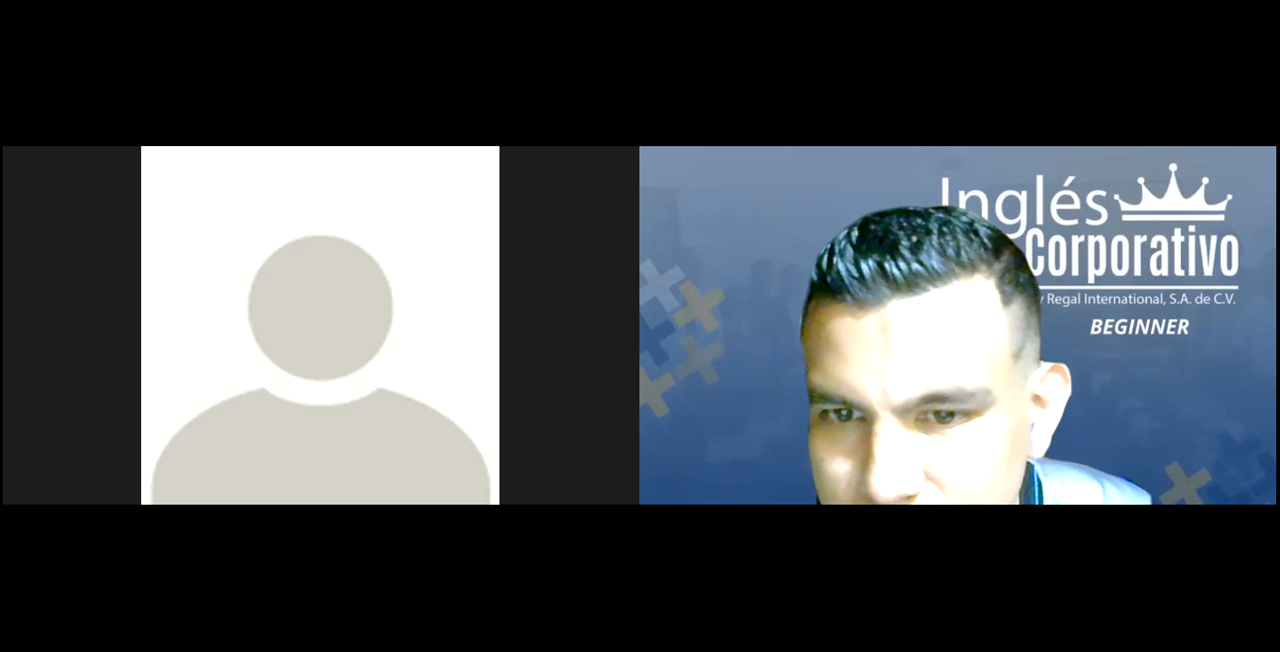 Inglés
Corporativo
y Regal International, S.A. de C.V.
BEGINNER